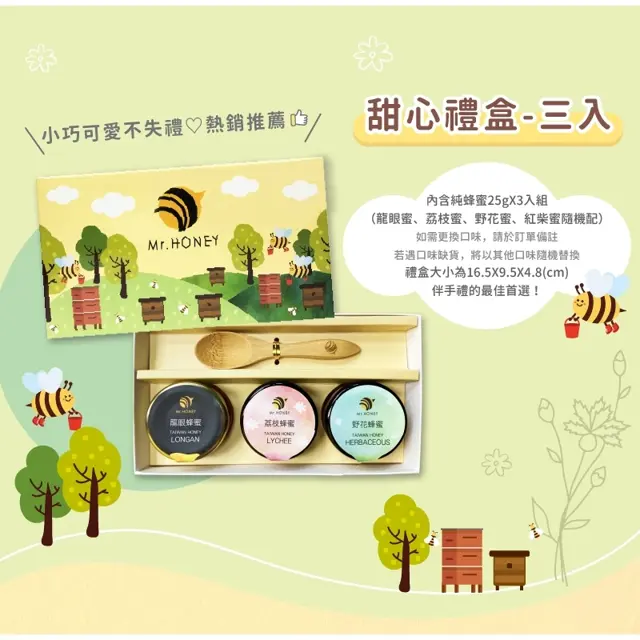 小巧可愛不失禮♡熱銷推薦
甜心禮盒-三入
內含純蜂蜜25gX3入組
（龍眼蜜、荔枝蜜、野花蜜、紅柴蜜隨機配）
如需更換口味，請於訂單備註
若遇口味缺貨，將以其他口味隨機替換
禮盒大小為16.5X9.5X4.8(cm)
伴手禮的最佳首選！
Mr.HONEY
MR.HONEY
龍眼蜂蜜
TAIWAN HONEY
LONGAN
MR.HONEY
荔枝蜂蜜
TAIWAN HONEY
LYCHEE
MR.HONEY
野花蜂蜜
TAIWAN HONEY
HERBACEOUS